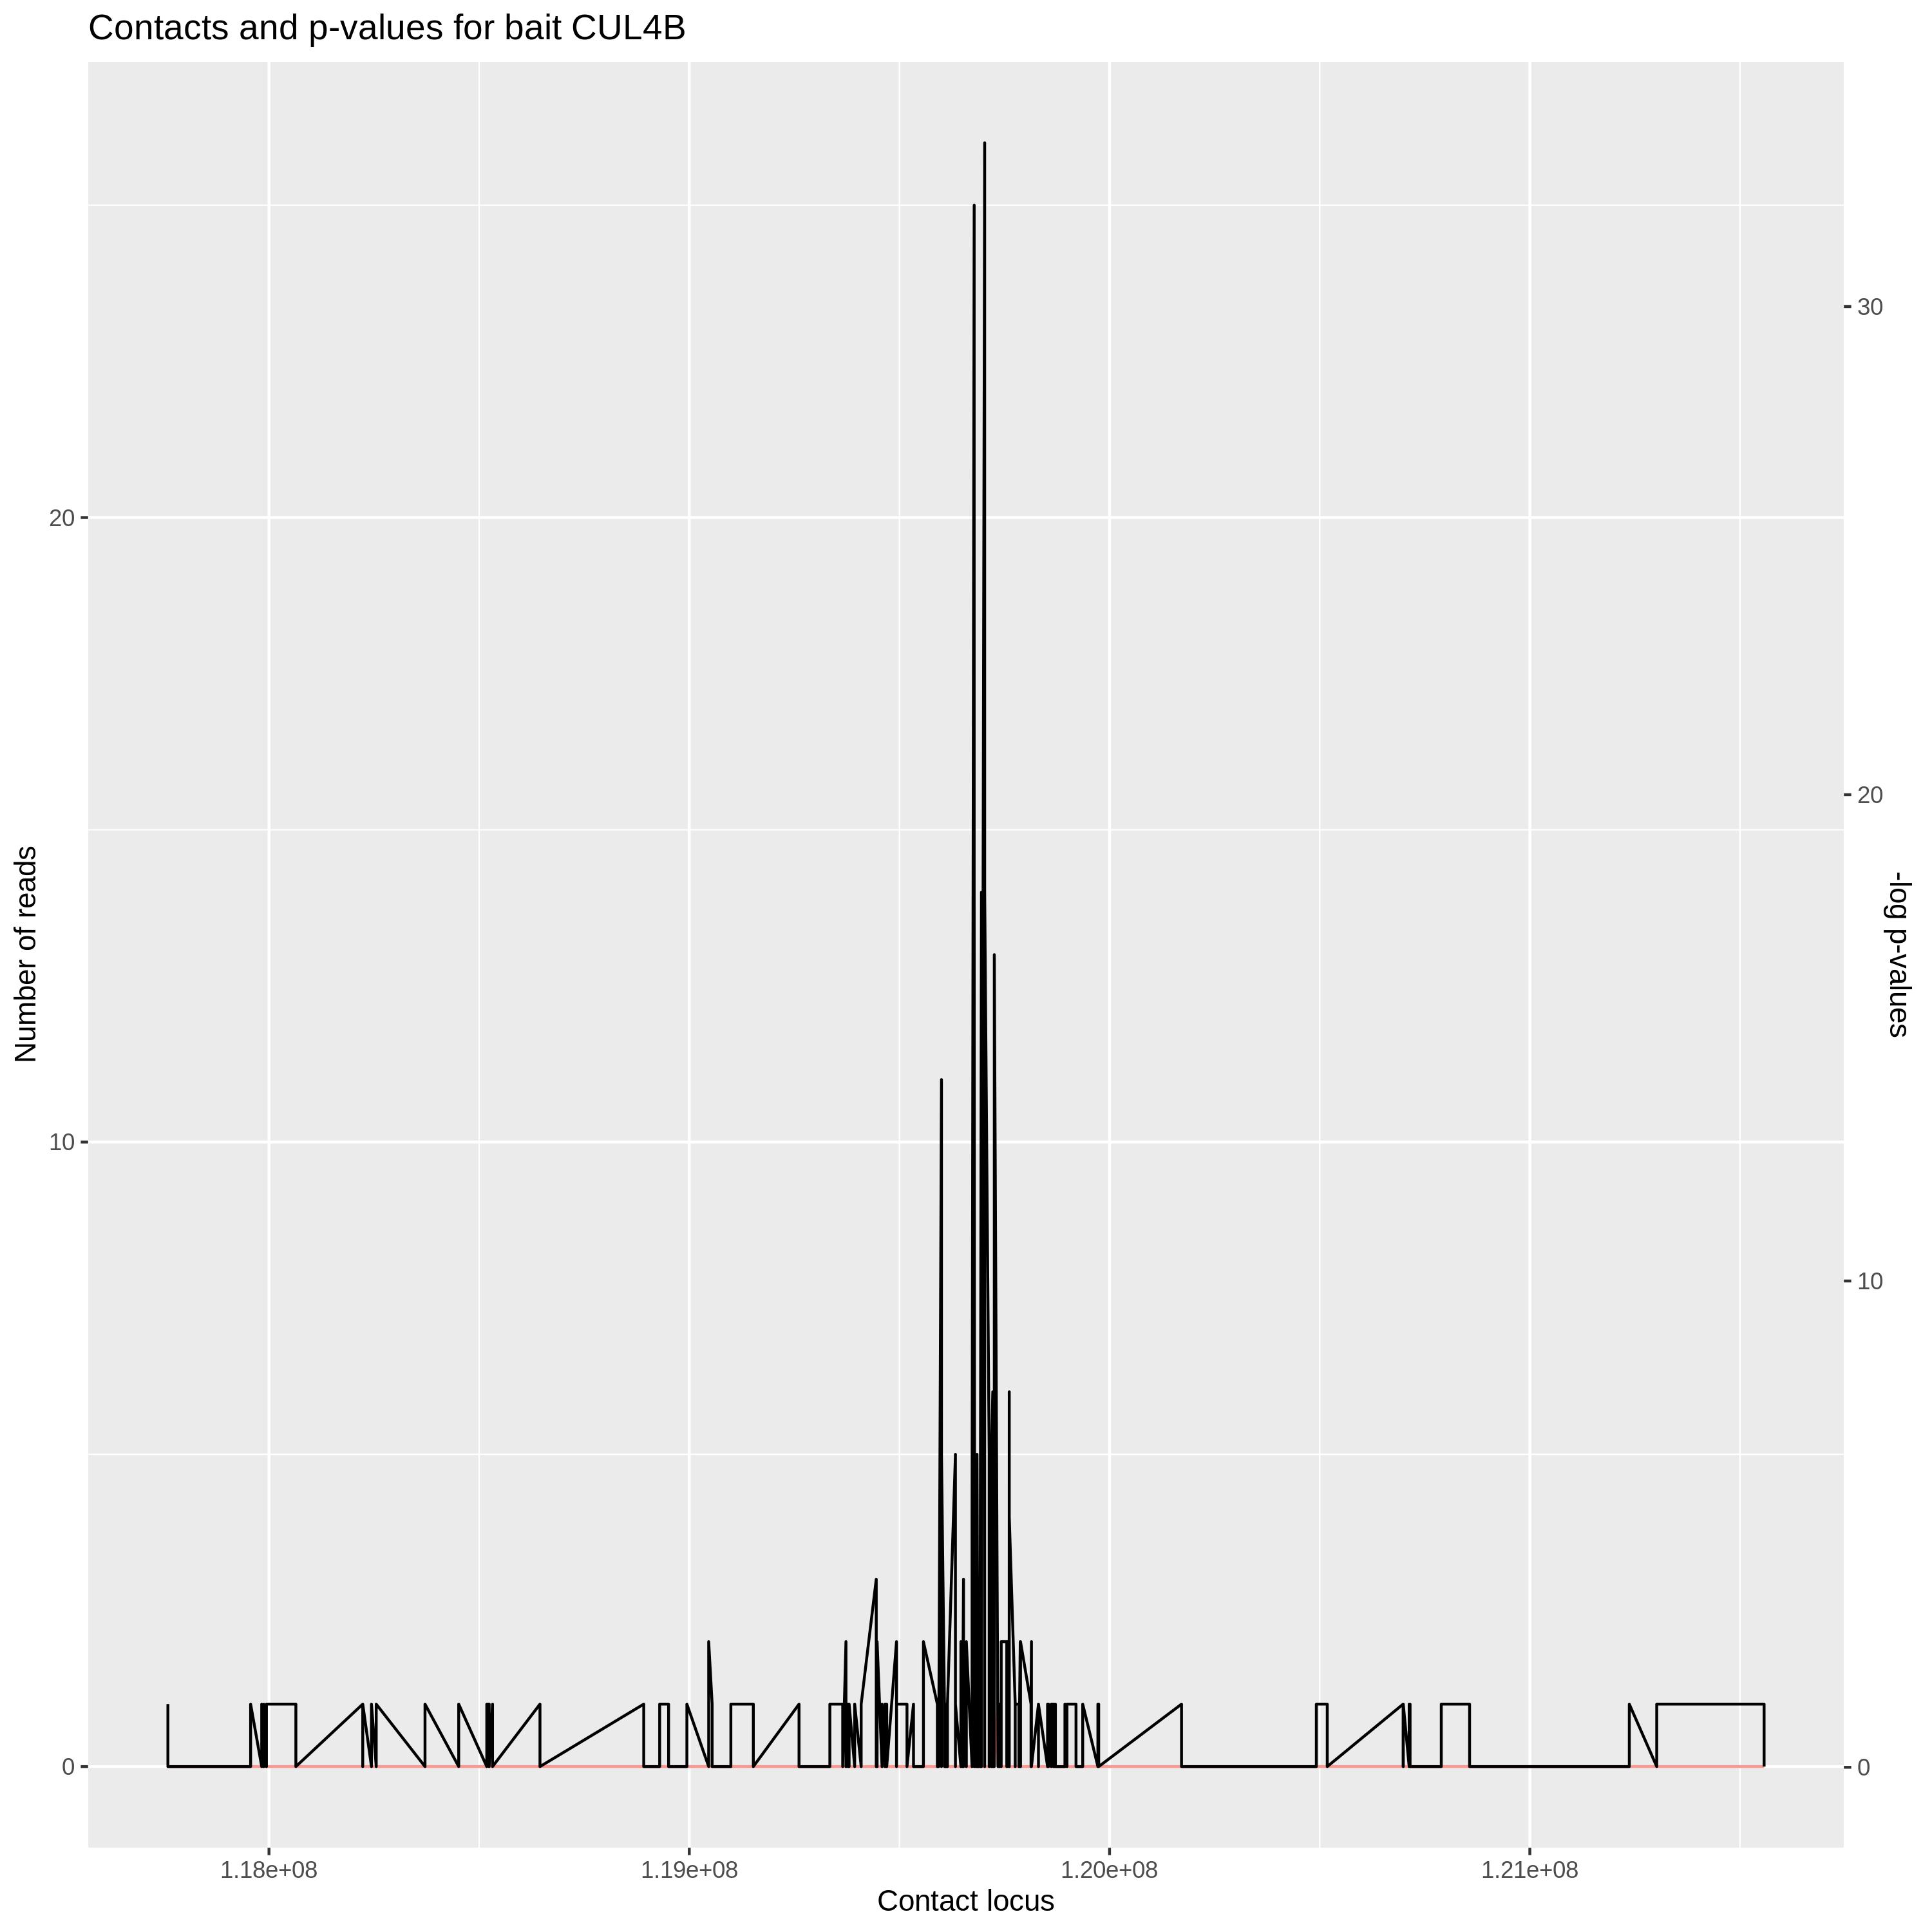 Contacts and p-values for bait CUL4B
Number of reads
20
10
0
30
20
10
0
-log p-values
1.18e+08 1.19e+08 1.20e+08 1.21e+08
Contact locus